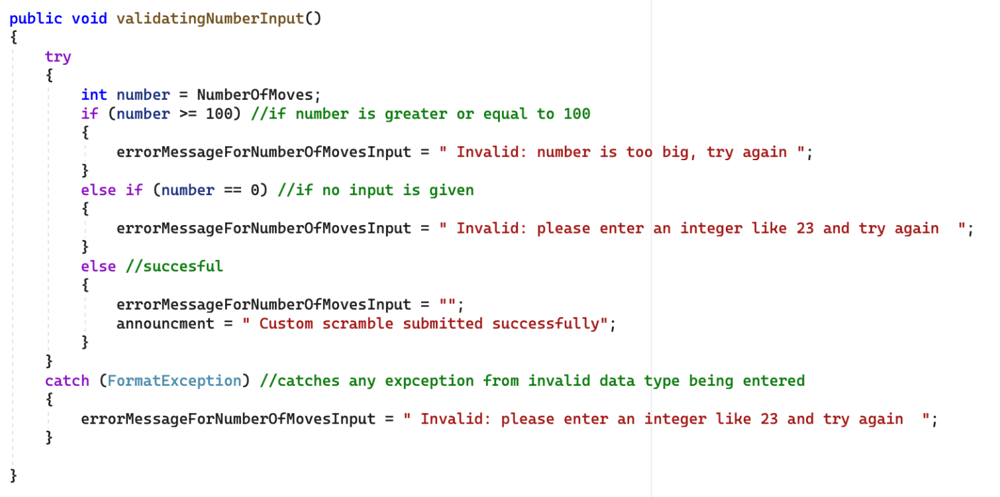 public void validatingNumberInput()
{
    try
    {
        int number = NumberOfMoves;
        if (number >= 100) //if number is greater or equal to 100
        {
            errorMessageForNumberOfMovesInput = " Invalid: number is too big, try again ";
        }
        else if (number == 0) //if no input is given
        {
            errorMessageForNumberOfMovesInput = " Invalid: please enter an integer like 23 and try again  ";
        }
        else //succesful
        {
            errorMessageForNumberOfMovesInput = "";
            announcment = " Custom scramble submitted successfully";
        }
    }
    catch (FormatException) //catches any expception from invalid data type being entered
    {
        errorMessageForNumberOfMovesInput = " Invalid: please enter an integer like 23 and try again  ";
    }

}